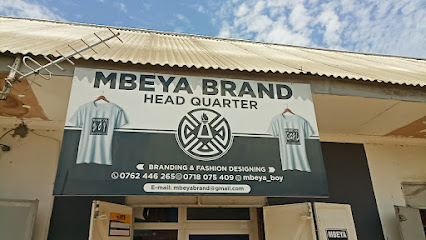 MBEYA BRAND
HEAD QUARTER
BRANDING & FASHION DESIGNING
0762 446 265 0718 075 409 mbeya_boy
E-mail: mbeyabrand@gmail.com
MBEYA